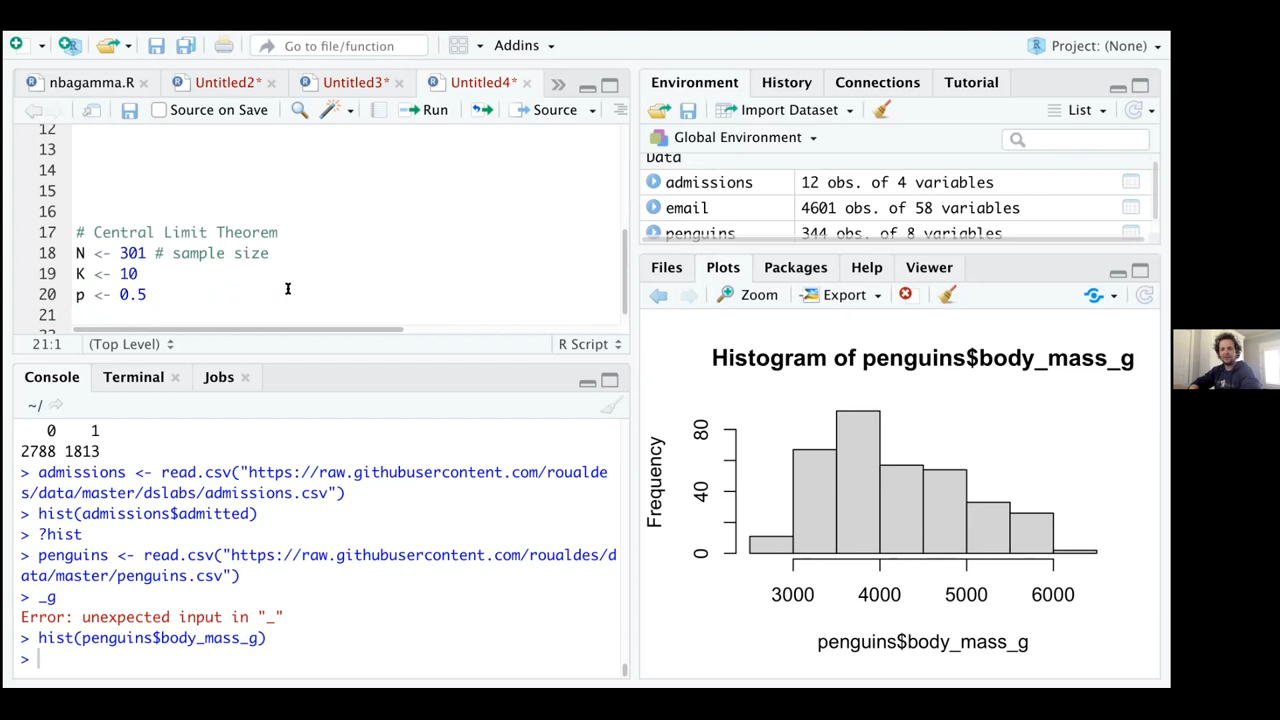 Go to file/function
Addins
Project: (None)
nbagamma.R
Untitled2*
Untitled3*
Untitled4*
Source on Save
Run
Source
12
13
14
15
16
17 # Central Limit Theorem
18 N <- 301 # sample size
19 K <- 10
20 p <- 0.5
21
22
21:1 (Top Level) R Script
Console Terminal Jobs
~/
0 1
2788 1813
> admissions <- read.csv("https://raw.githubusercontent.com/roualde
s/data/master/dslabs/admissions.csv")
> hist(admissions$admitted)
> ?hist
> penguins <- read.csv("https://raw.githubusercontent.com/roualdes/d
ata/master/penguins.csv")
> _g
Error: unexpected input in "_"
> hist(penguins$body_mass_g)
>
Environment History Connections Tutorial
Import Dataset
List
Global Environment
Data
admissions 12 obs. of 4 variables
email 4601 obs. of 58 variables
penguins 344 obs. of 8 variables
Files Plots Packages Help Viewer
Zoom Export
Histogram of penguins$body_mass_g
Frequency
80
40
0
3000 4000 5000 6000
penguins$body_mass_g